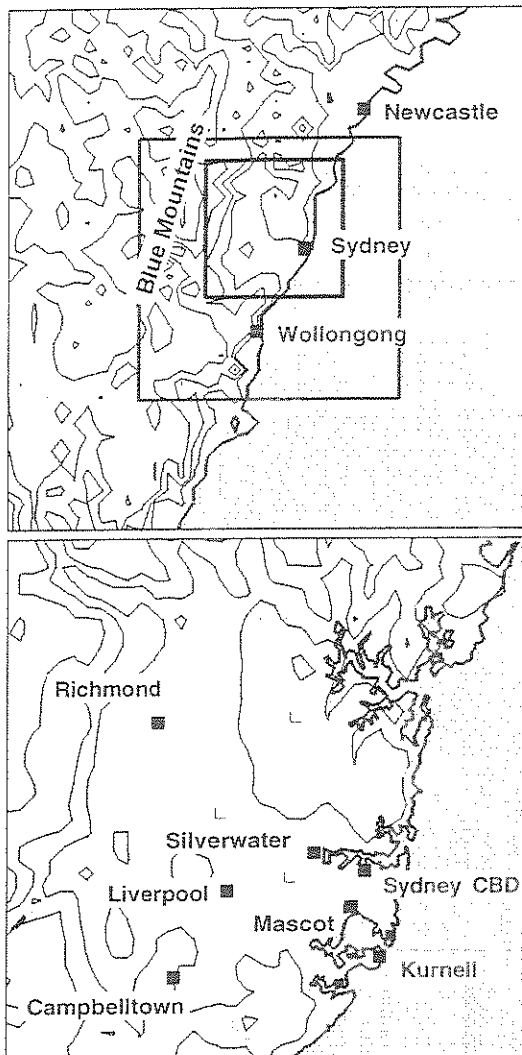 Newcastle
Blue Mountains
Sydney
Wollongong
Richmond
Silverwater
Sydney CBD
Liverpool
Mascot
Kurnell
Campbelltown